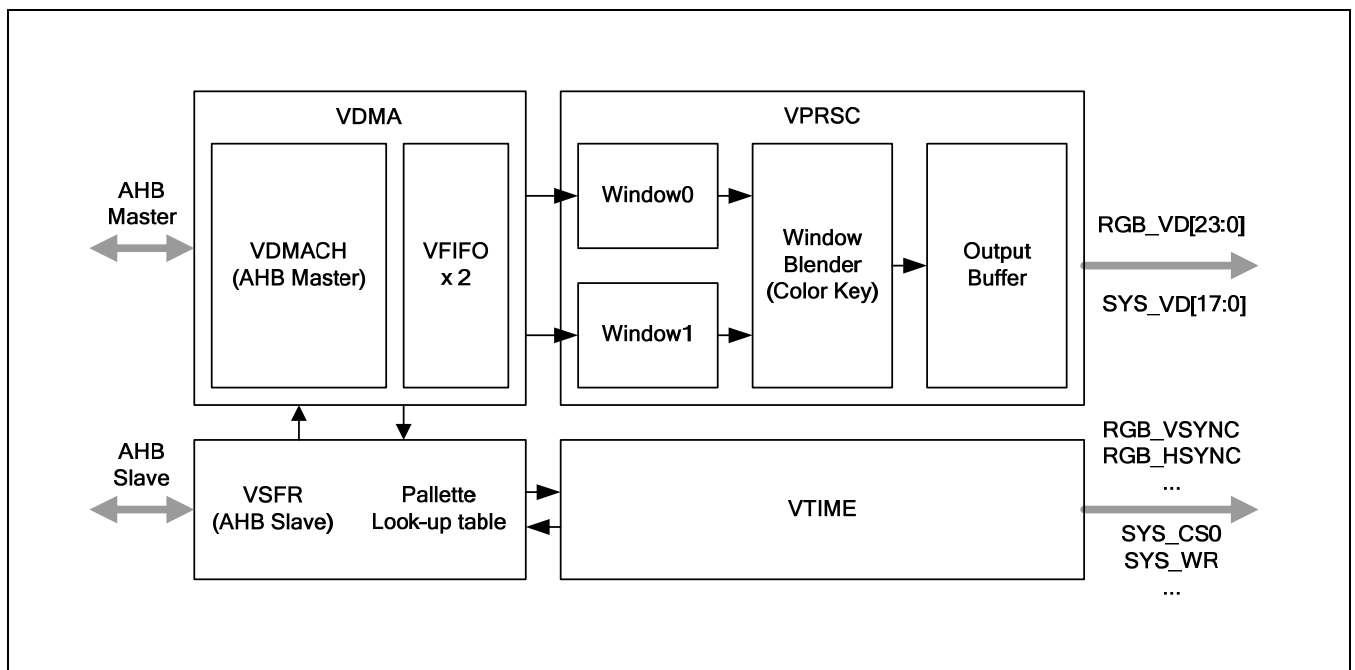 VDMA
VPRSC
AHB
Master
VDMACH
(AHB Master)
VFIFO
x 2
Window0
Window1
Window
Blender
(Color Key)
Output
Buffer
RGB_VD[23:0]
SYS_VD[17:0]
AHB
Slave
VSFR
(AHB Slave)
Pallette
Look-up table
VTIME
RGB_VSYNC
RGB_HSYNC
...
SYS_CS0
SYS_WR
...